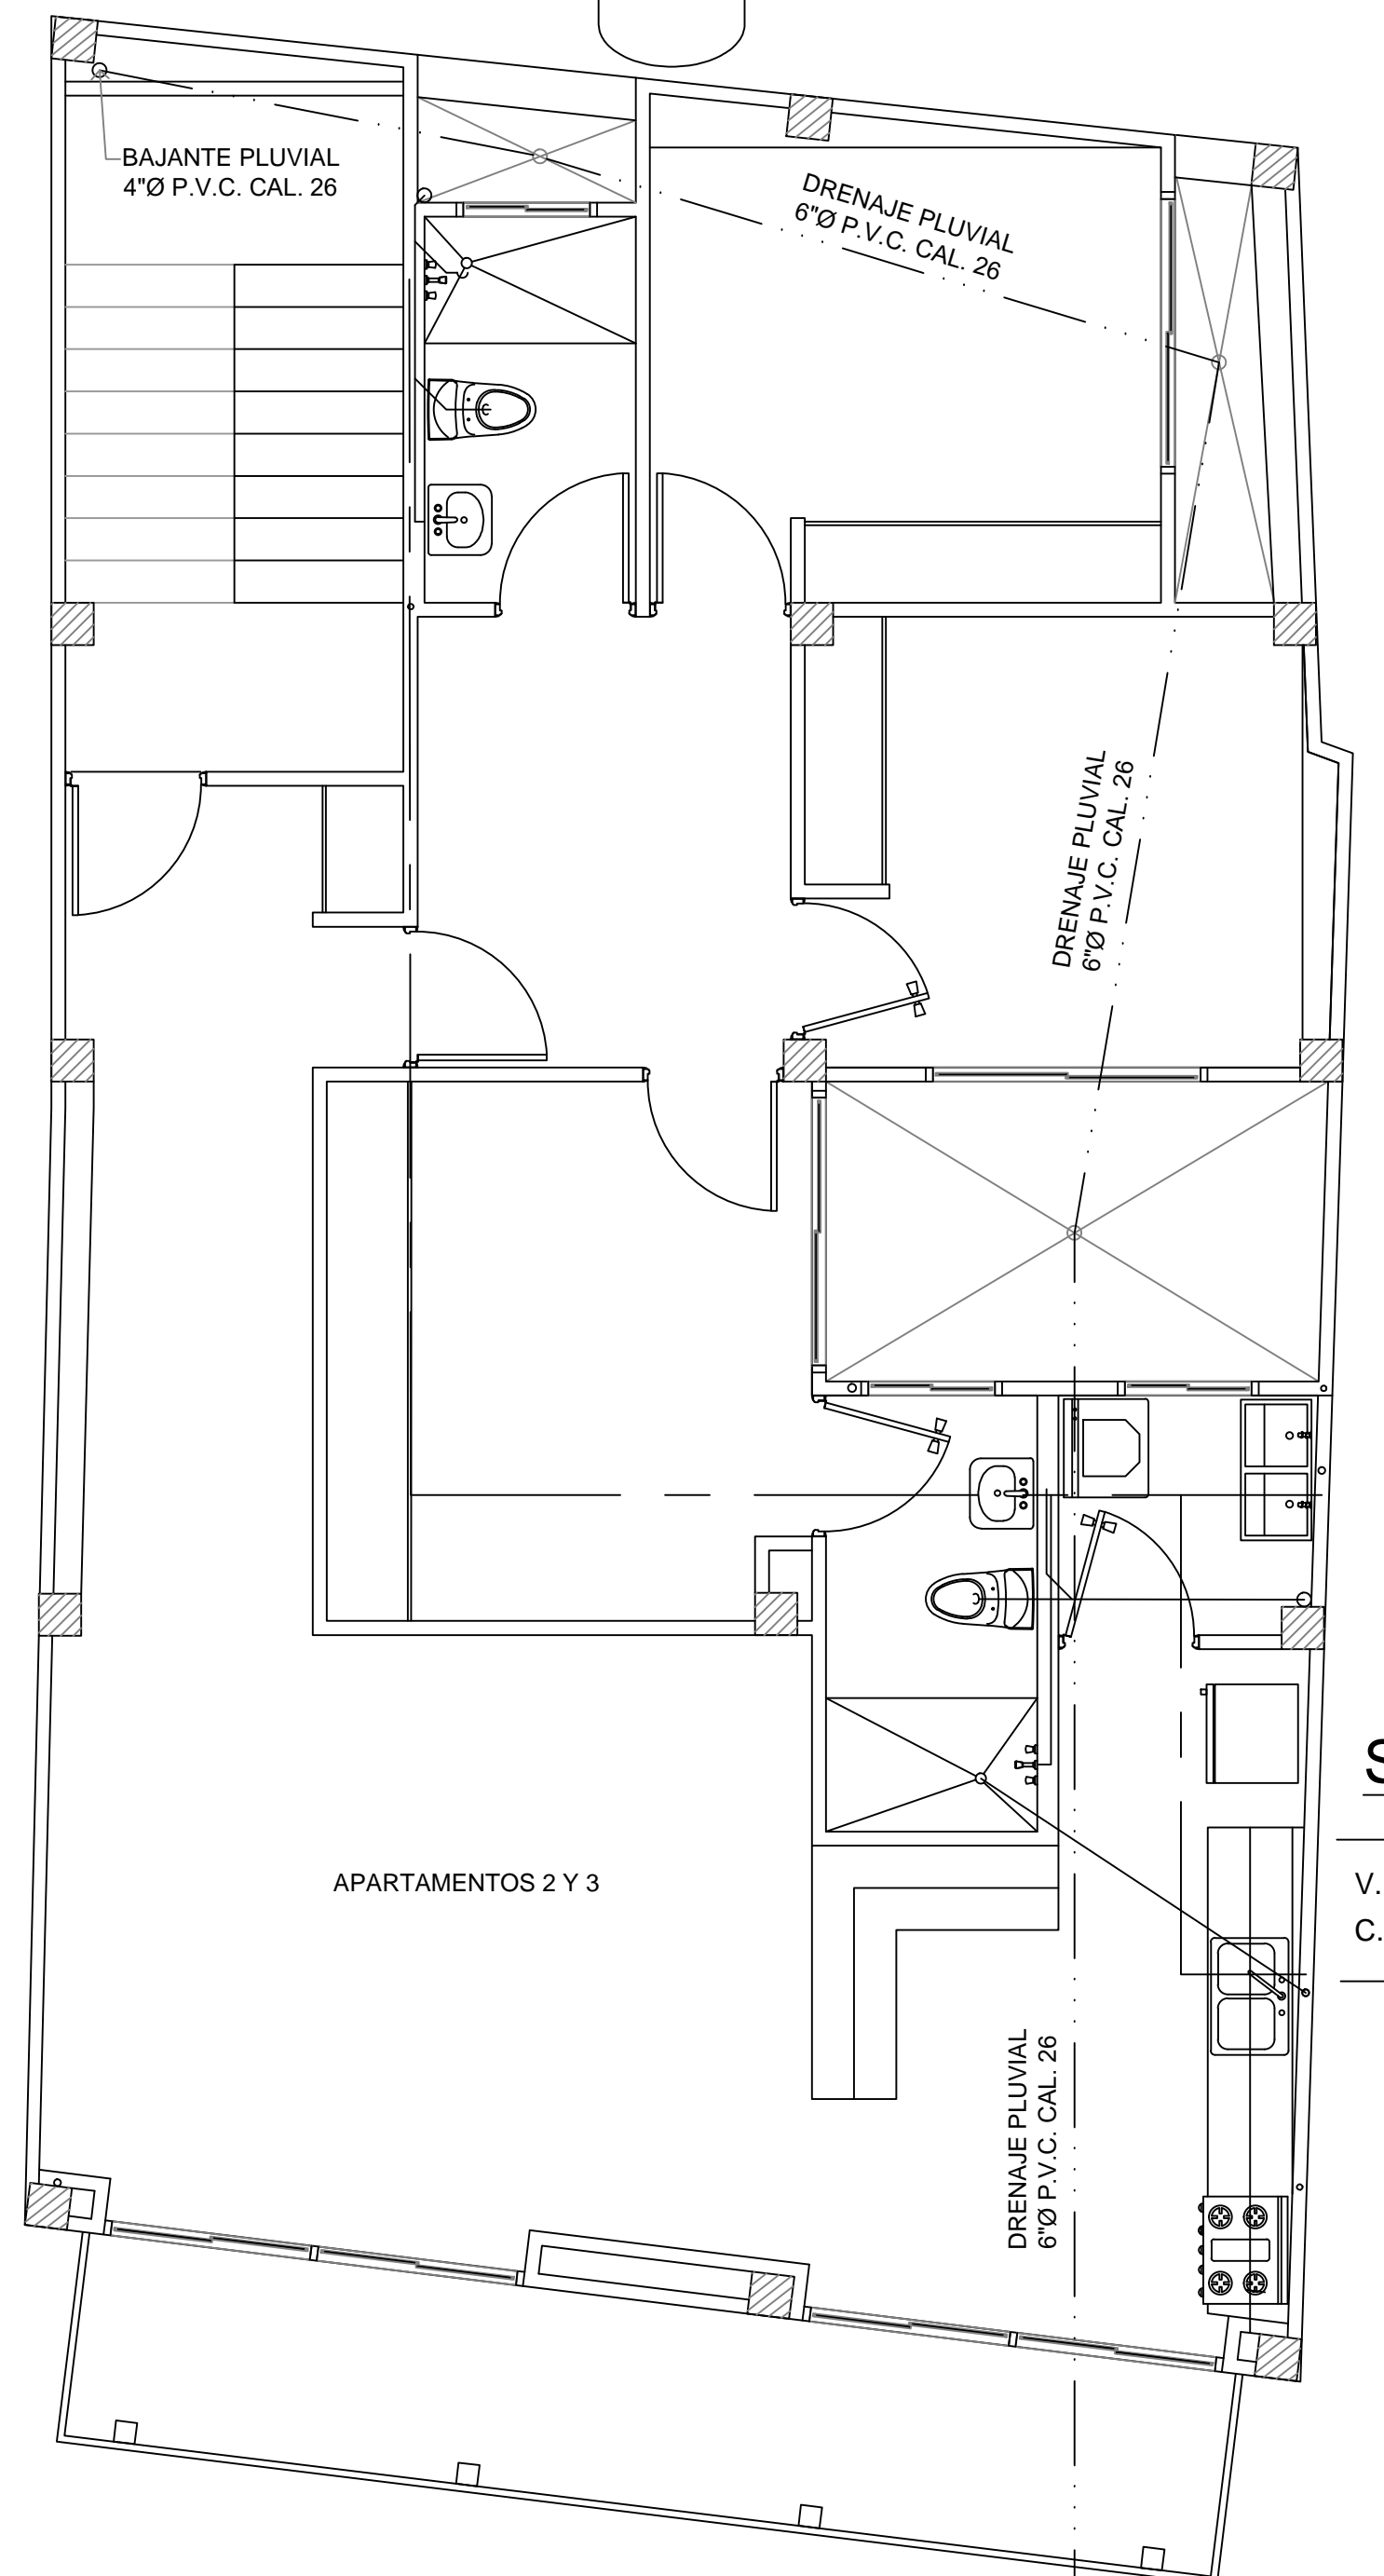 BAJANTE PLUVIAL
4"Ø P.V.C. CAL. 26
DRENAJE PLUVIAL
6"Ø P.V.C. CAL. 26
DRENAJE PLUVIAL
6"Ø P.V.C. CAL. 26
S
V.
C.
APARTAMENTOS 2 Y 3
DRENAJE PLUVIAL
6"Ø P.V.C. CAL. 26